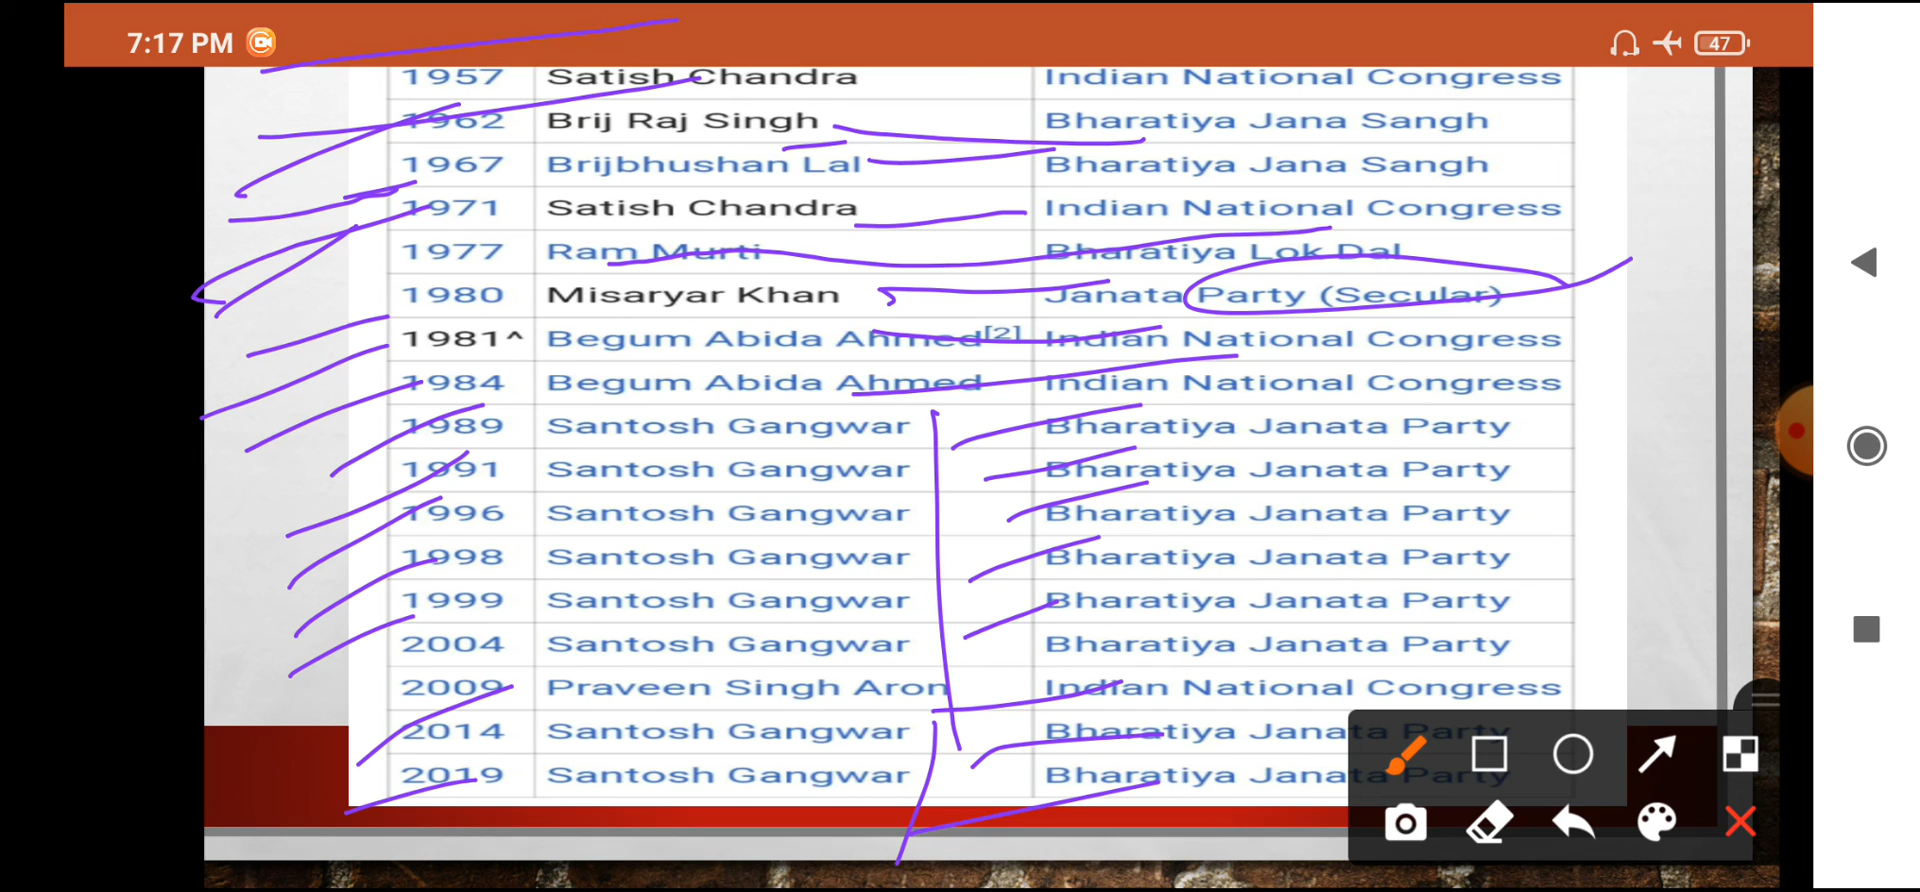 7:17 PM 47
1957 Satish Chandra Indian National Congress
1962 Brij Raj Singh Bharatiya Jana Sangh
1967 Brijbhushan Lal Bharatiya Jana Sangh
1971 Satish Chandra Indian National Congress
1977 Ram Murti Bharatiya Lok Dal
1980 Misaryar Khan Janata Party (Secular)
1981^ Begum Abida Ahmed[2] Indian National Congress
1984 Begum Abida Ahmed Indian National Congress
1989 Santosh Gangwar Bharatiya Janata Party
1991 Santosh Gangwar Bharatiya Janata Party
1996 Santosh Gangwar Bharatiya Janata Party
1998 Santosh Gangwar Bharatiya Janata Party
1999 Santosh Gangwar Bharatiya Janata Party
2004 Santosh Gangwar Bharatiya Janata Party
2009 Praveen Singh Aron Indian National Congress
2014 Santosh Gangwar Bharatiya Janata Party
2019 Santosh Gangwar Bharatiya Janata Party